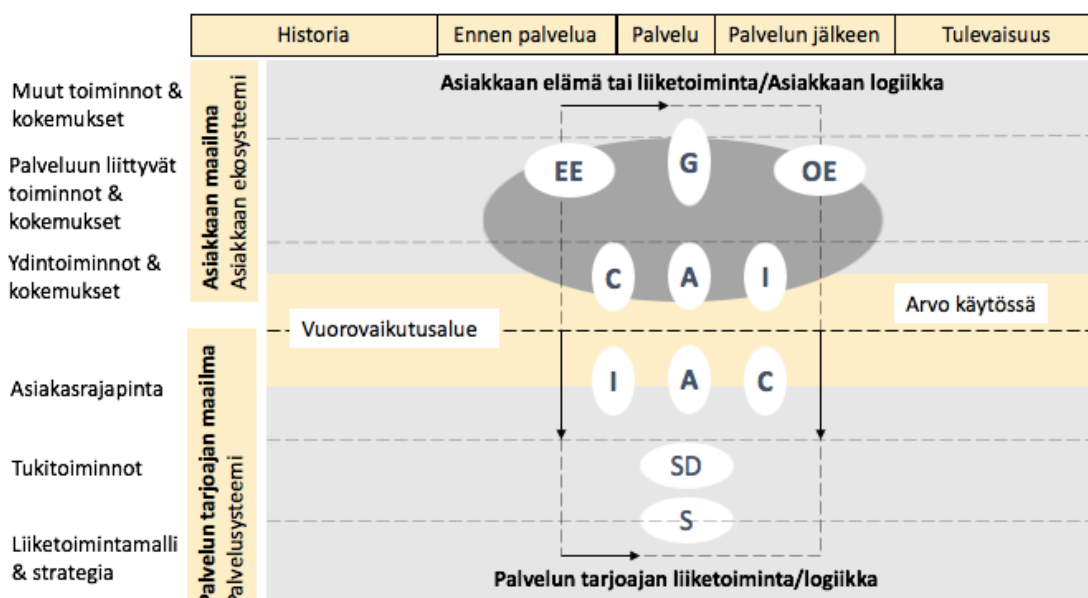 Historia
Ennen palvelua
Palvelu
Palvelun jälkeen
Tulevaisuus
Asiakkaan maailma
Asiakkaan ekosysteemi
Muut toiminnot &
kokemukset
Asiakkaan elämä tai liiketoiminta/Asiakkaan logiikka
Palveluun liittyvät
toiminnot &
kokemukset
EE
G
OE
Ydintoiminnot &
kokemukset
C
A
I
Arvo käytössä
Vuorovaikutusalue
Palvelun tarjoajan maailma
Palvelusysteemi
Asiakasrajapinta
I
A
C
Tukitoiminnot
SD
S
Liiketoimintamalli
& strategia
Palvelun tarjoajan liiketoiminta/logiikka